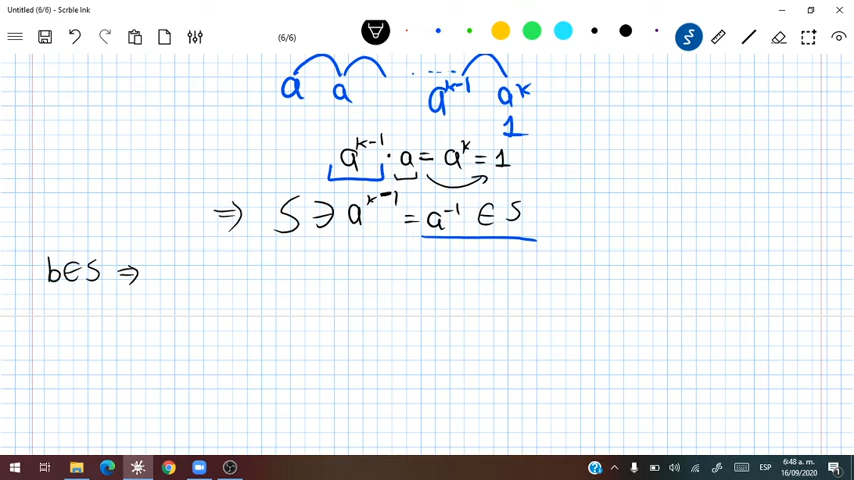 Untitled (6/6) - Scrble Ink
(6/6)
a a a^{k-1} a^k
1
a^{k-1} · a = a^k = 1
⇒ S ∋ a^{k-1} = a^{-1} ∈ S
b∈S ⇒
ESP
6:48 a. m.
16/09/2020